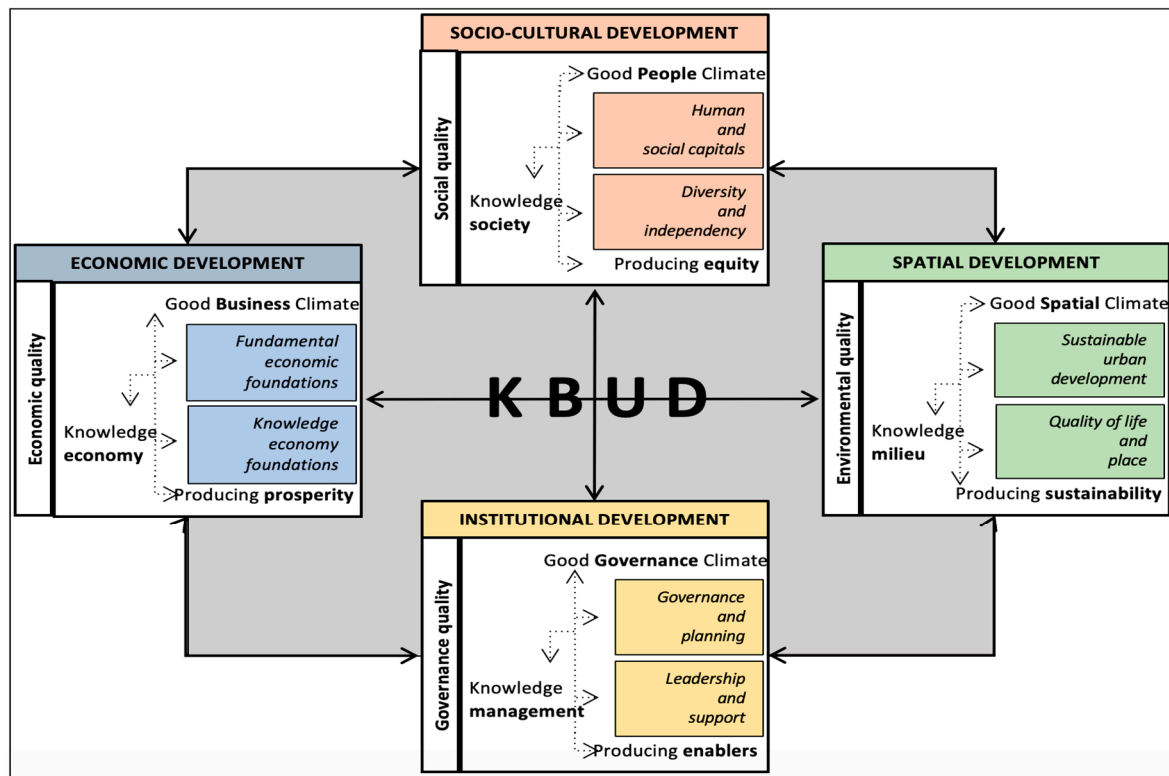 SOCIO-CULTURAL DEVELOPMENT
Social quality
Good People Climate
Human
and
social capitals
Knowledge
society
Diversity
and
independency
Producing equity
ECONOMIC DEVELOPMENT
Economic quality
Good Business Climate
Fundamental
economic
foundations
Knowledge
economy
Knowledge
economy
foundations
Producing prosperity
KBUD
SPATIAL DEVELOPMENT
Environmental quality
Good Spatial Climate
Sustainable
urban
development
Knowledge
milieu
Quality of life
and
place
Producing sustainability
INSTITUTIONAL DEVELOPMENT
Governance quality
Good Governance Climate
Governance
and
planning
Knowledge
management
Leadership
and
support
Producing enablers